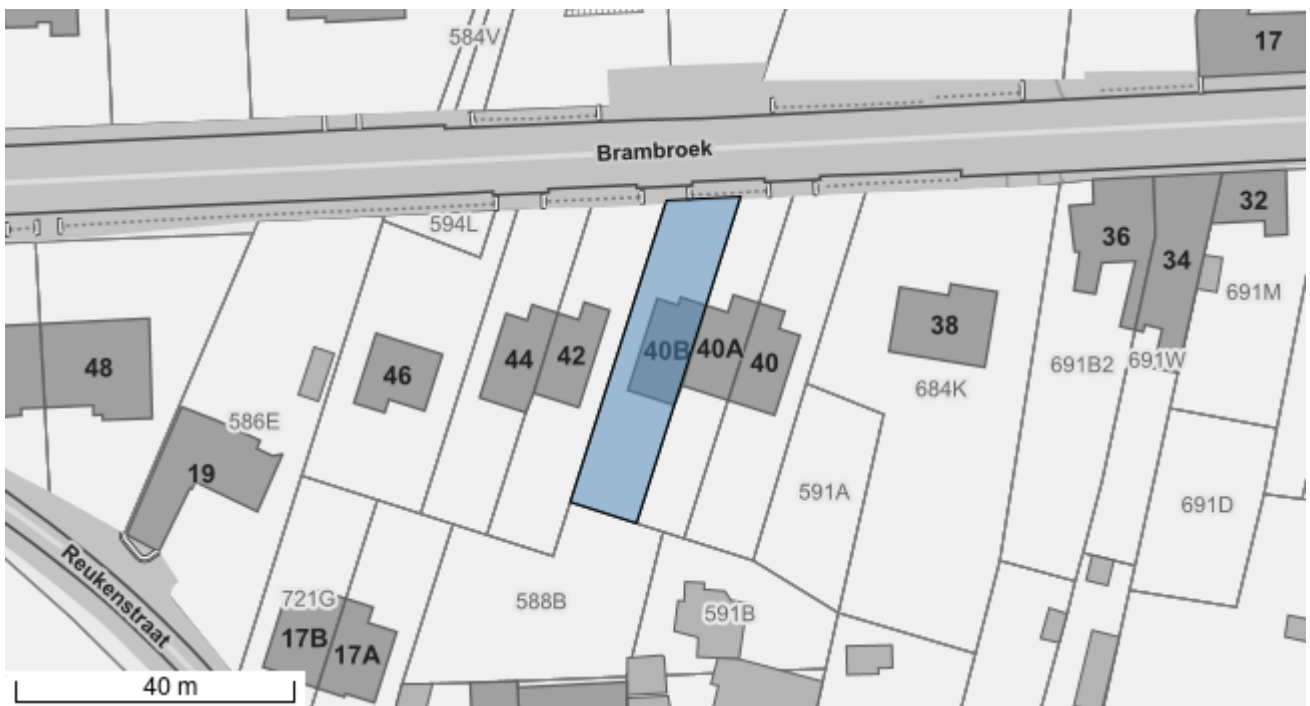 584V
17
Brambroek
594L
32
36
34
691M
38
40B
40A
40
42
44
46
48
691B2
691W
684K
586E
19
591A
691D
Reukenstraat
721G
588B
591B
17B
17A
40 m